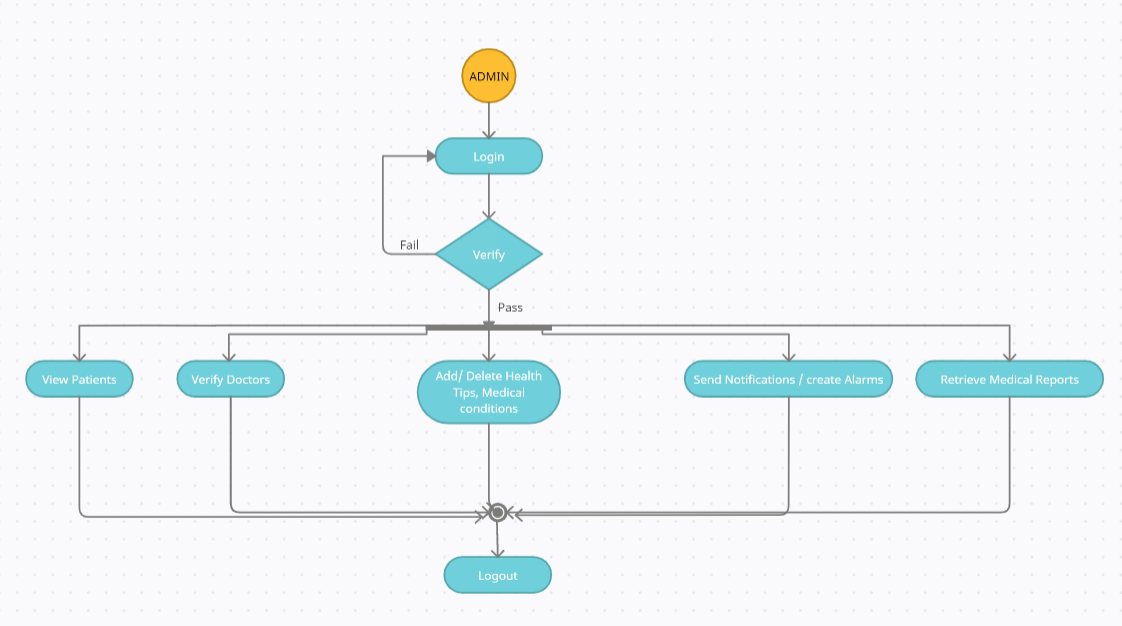 ADMIN
Login
Verify
Fail
Pass
View Patients
Verify Doctors
Add/ Delete Health
Tips, Medical
conditions
Send Notifications / create Alarms
Retrieve Medical Reports
Logout